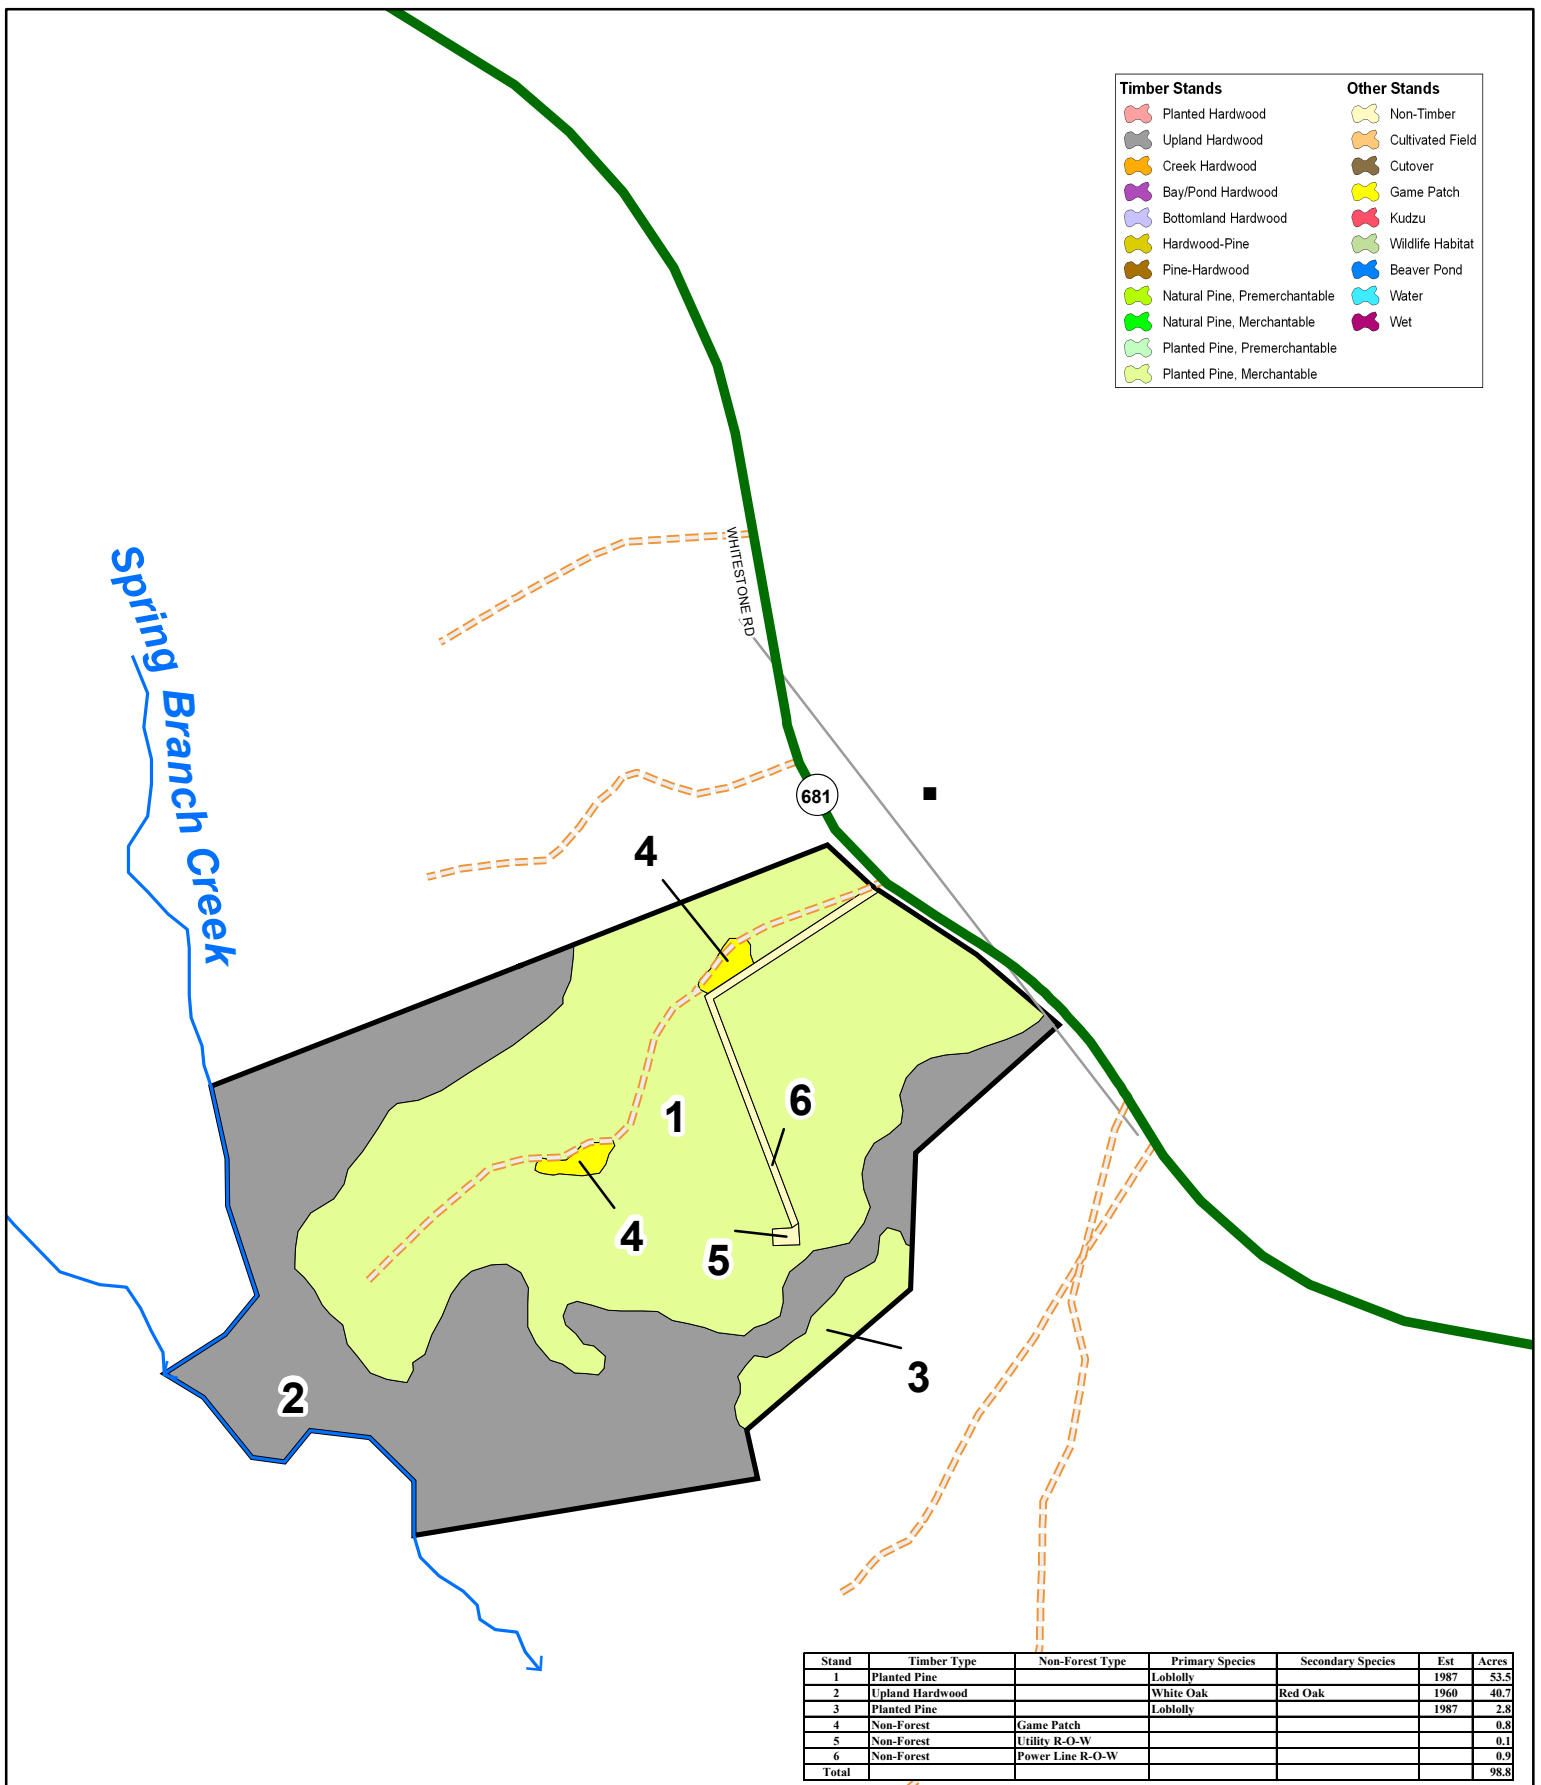 Timber Stands
Planted Hardwood
Upland Hardwood
Creek Hardwood
Bay/Pond Hardwood
Bottomland Hardwood
Hardwood-Pine
Pine-Hardwood
Natural Pine, Premerchantable
Natural Pine, Merchantable
Planted Pine, Premerchantable
Planted Pine, Merchantable
Other Stands
Non-Timber
Cultivated Field
Cutover
Game Patch
Kudzu
Wildlife Habitat
Beaver Pond
Water
Wet
WHITESTONE RD
Spring Branch Creek
681
4
1
6
4
5
3
2
Stand Timber Type Non-Forest Type Primary Species Secondary Species Est Acres
1 Planted Pine Loblolly 1987 53.5
2 Upland Hardwood White Oak Red Oak 1960 40.7
3 Planted Pine Loblolly 1987 2.8
4 Non-Forest Game Patch 0.8
5 Non-Forest Utility R-O-W 0.1
6 Non-Forest Power Line R-O-W 0.9
Total 98.8